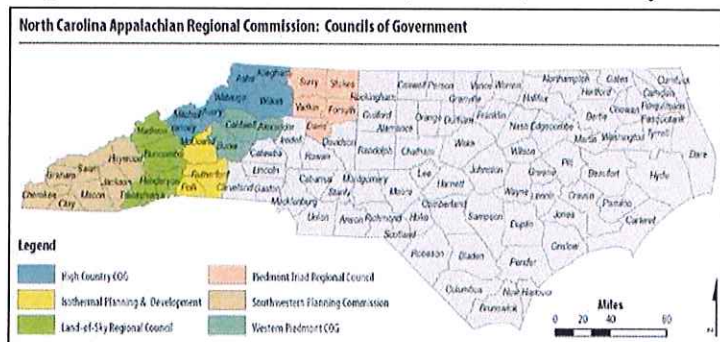 North Carolina Appalachian Regional Commission: Councils of Government
Ashe Alleghany Surry Stokes Rockingham Caswell Person Vance Warren Northampton Gates Currituck
Camden
Watauga Wilkes Yadkin Forsyth Guilford Orange Durham Granville Franklin Halifax Hertford Chowan Perquimans
Pasquotank
Mitchell Avery Caldwell Alexander Davie Alamance Nash Edgecombe Bertie
Madison Yancey Iredell Davidson Wake Martin Washington Tyrrell Dare
Buncombe McDowell Burke Catawba Rowan Randolph Chatham Wilson Pitt
Haywood Swain Graham Rutherford Lincoln Lee Johnston Greene Beaufort Hyde
Cherokee Clay Macon Jackson Henderson Transylvania Polk Cleveland Gaston Cabarrus Stanly Montgomery Moore Harnett Wayne Lenoir Craven Pamlico
Mecklenburg Cumberland Jones Carteret
Union Anson Richmond Hoke Sampson Duplin
Scotland Onslow
Robeson Bladen Pender
Columbus New Hanover
Brunswick
Legend
High Country COG
Piedmont Triad Regional Council
Isothermal Planning & Development
Southwestern Planning Commission
Land-of-Sky Regional Council
Western Piedmont COG
Miles
0 20 40 60